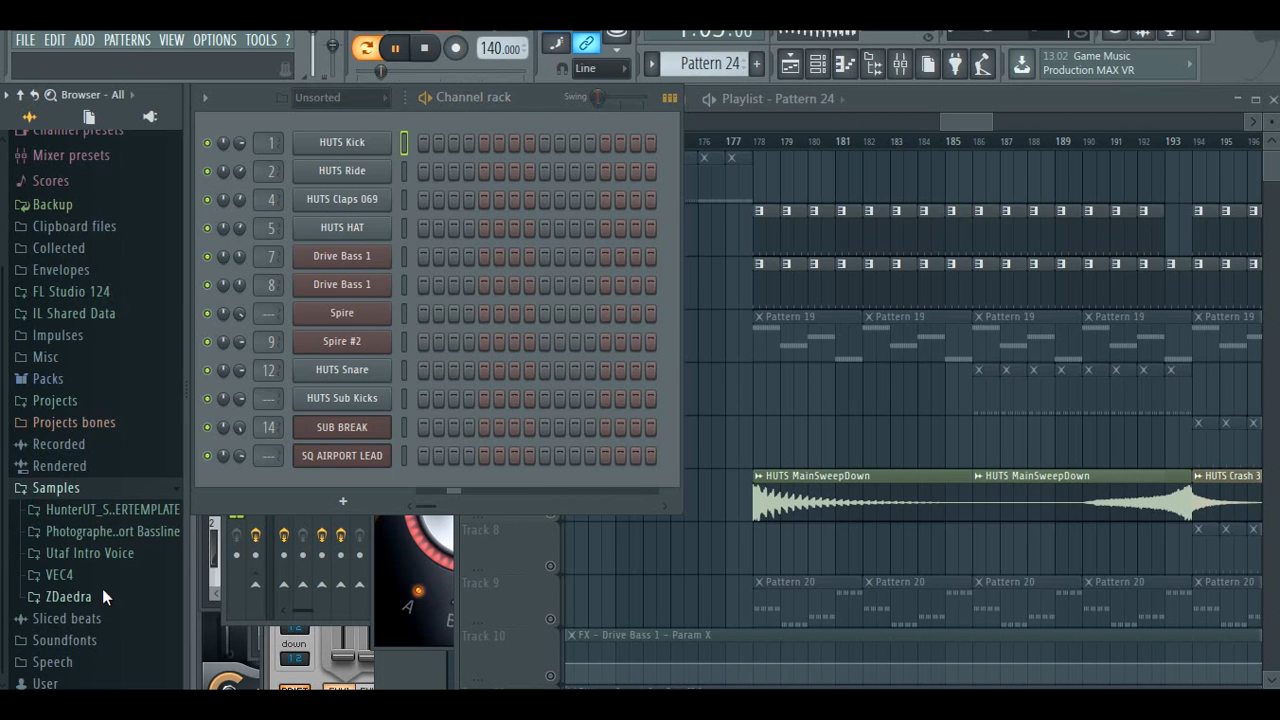 FILE EDIT ADD PATTERNS VIEW OPTIONS TOOLS ?
140.000
Line
Pattern 24
13.02 Game Music
Production MAX VR
Browser - All
Channel presets
Mixer presets
Scores
Backup
Clipboard files
Collected
Envelopes
FL Studio 124
IL Shared Data
Impulses
Misc
Packs
Projects
Projects bones
Recorded
Rendered
Samples
HunterUT_S..ERTEMPLATE
Photographe..ort Bassline
Utaf Intro Voice
VEC4
ZDaedra
Sliced beats
Soundfonts
Speech
User
Unsorted
Channel rack
Swing
1 HUTS Kick
2 HUTS Ride
4 HUTS Claps 069
5 HUTS HAT
7 Drive Bass 1
8 Drive Bass 1
--- Spire
9 Spire #2
12 HUTS Snare
--- HUTS Sub Kicks
14 SUB BREAK
--- SQ AIRPORT LEAD
+
Playlist - Pattern 24
176 177 178 179 180 181 182 183 184 185 186 187 188 189 190 191 192 193 194 195 196
Pattern 19 Pattern 19 Pattern 19 Pattern 19 Pattern 19
HUTS MainSweepDown HUTS MainSweepDown HUTS Crash 3
Track 8
Track 9
Pattern 20 Pattern 20 Pattern 20 Pattern 20 Pattern 20
Track 10
FX - Drive Bass 1 - Param X
A
12
down
12